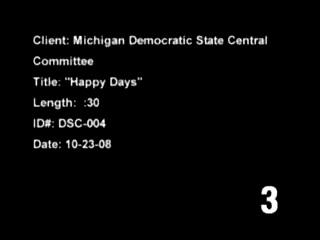 Client: Michigan Democratic State Central
Committee
Title: "Happy Days"
Length:  :30
ID#: DSC-004
Date: 10-23-08
3